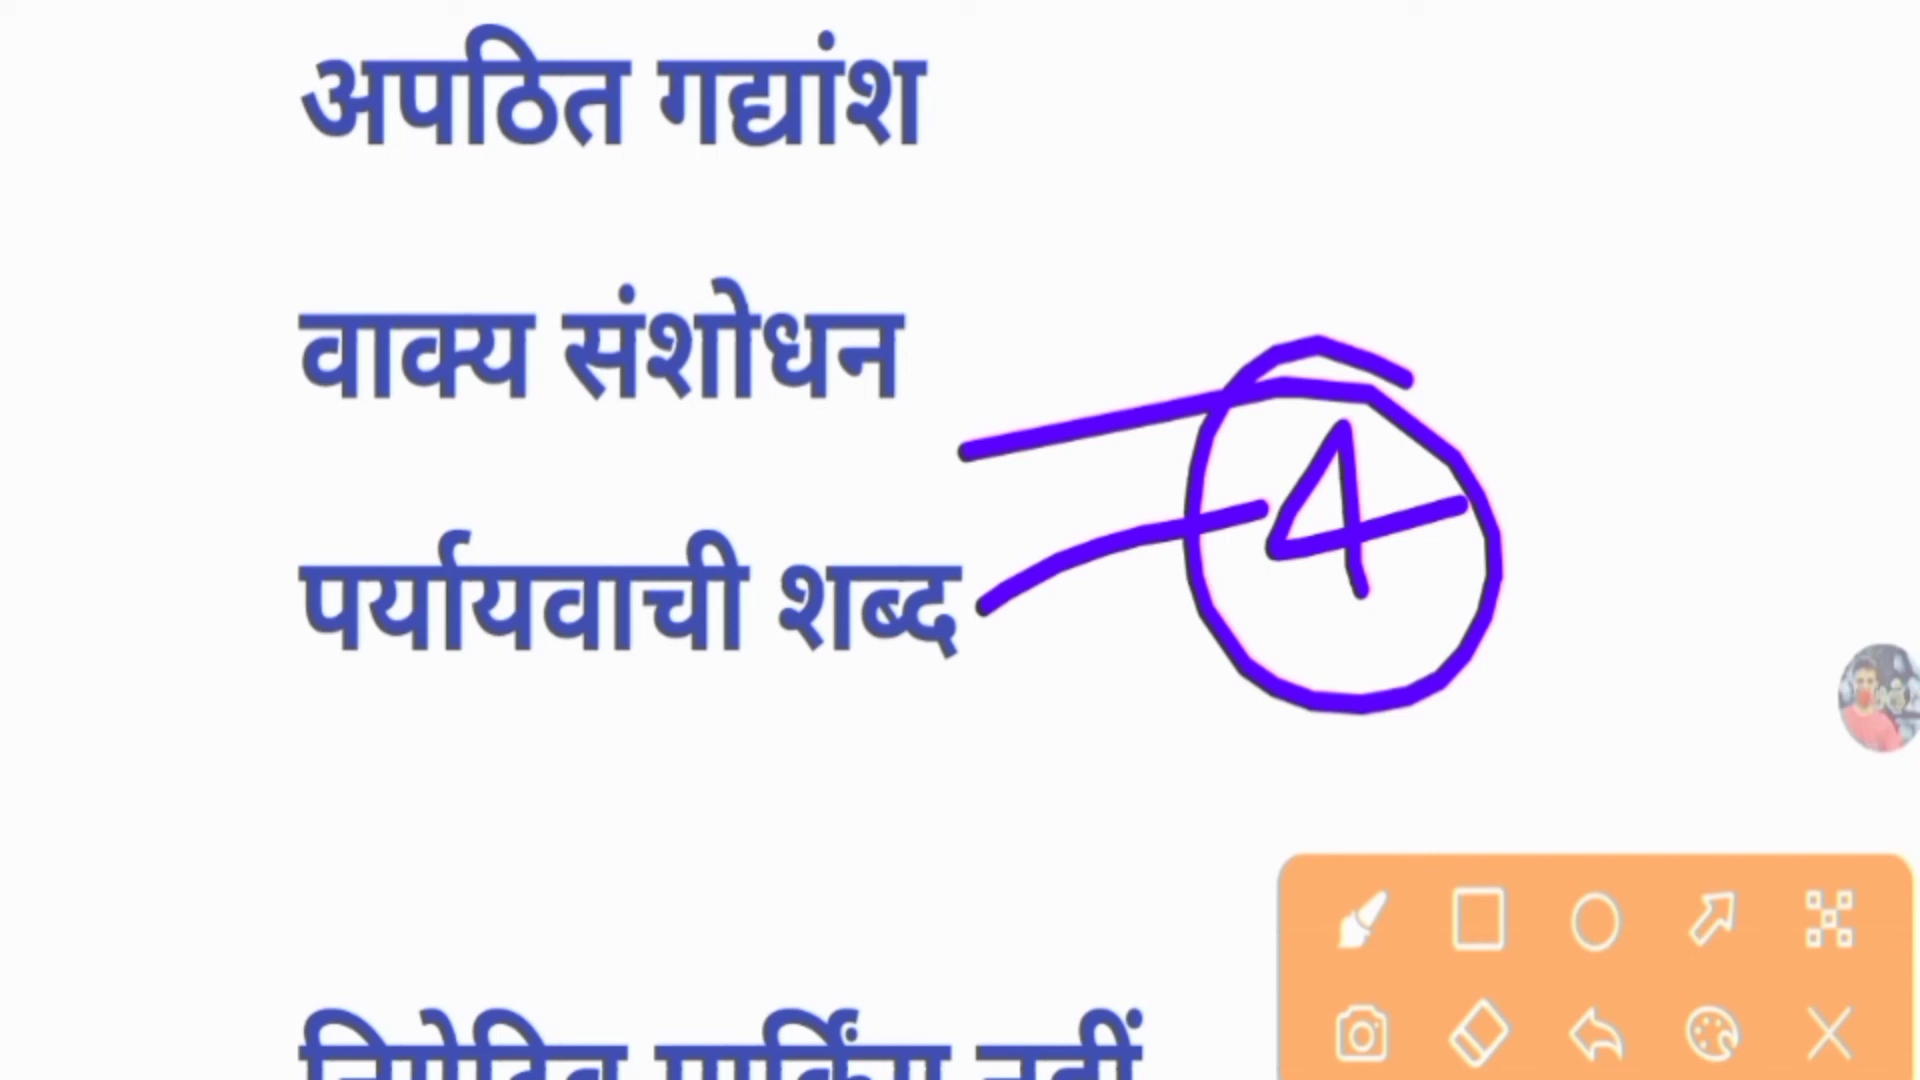 अपठित गद्यांश
वाक्य संशोधन
4
पर्यायवाची शब्द